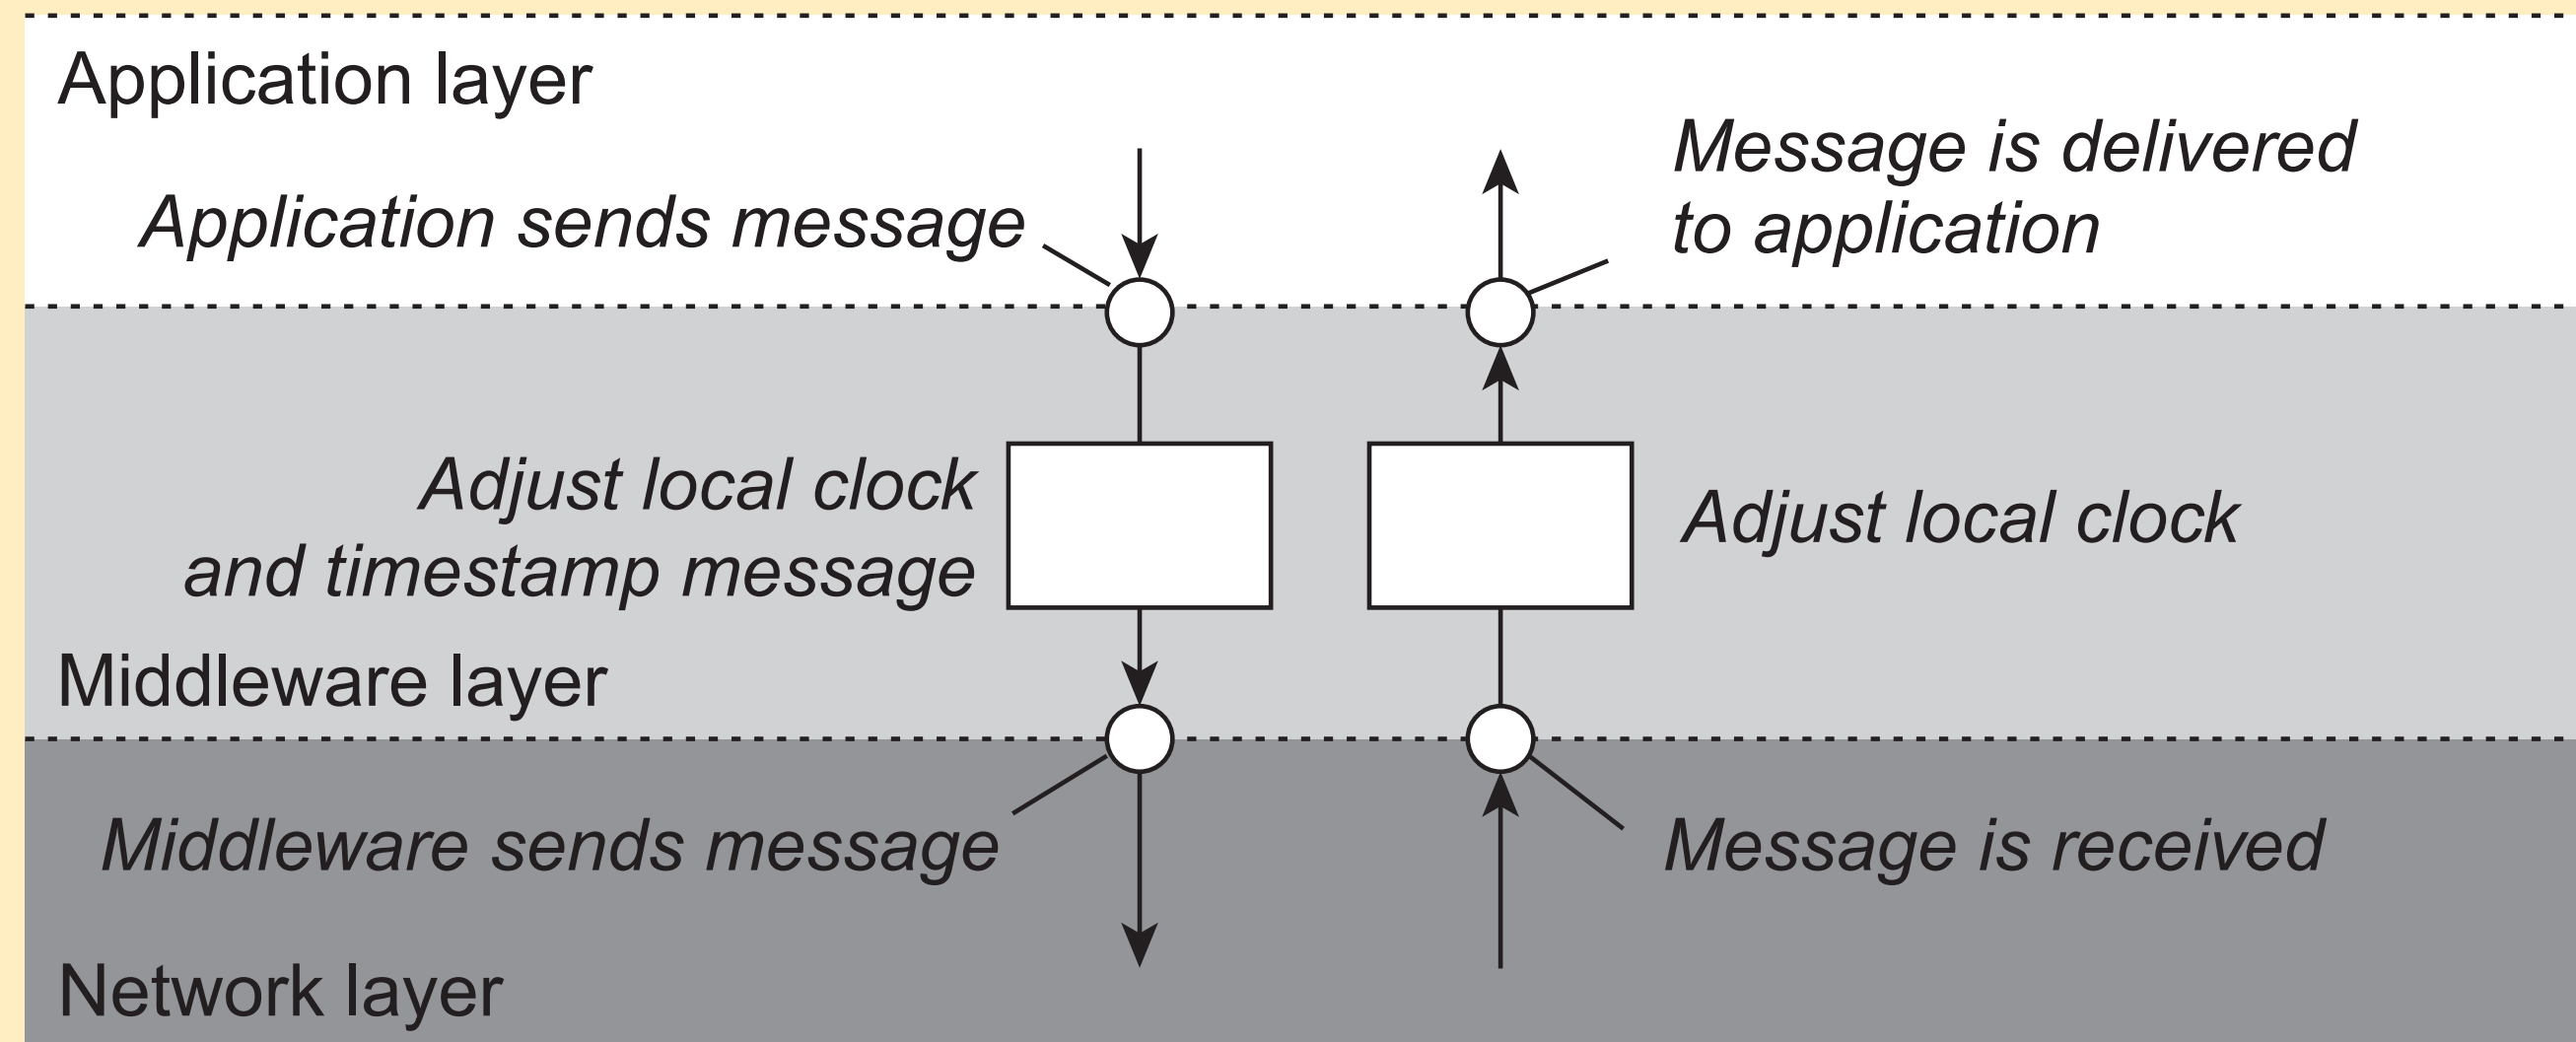 Application layer
Application sends message
Message is delivered
to application
Adjust local clock
and timestamp message
Adjust local clock
Middleware layer
Middleware sends message
Message is received
Network layer